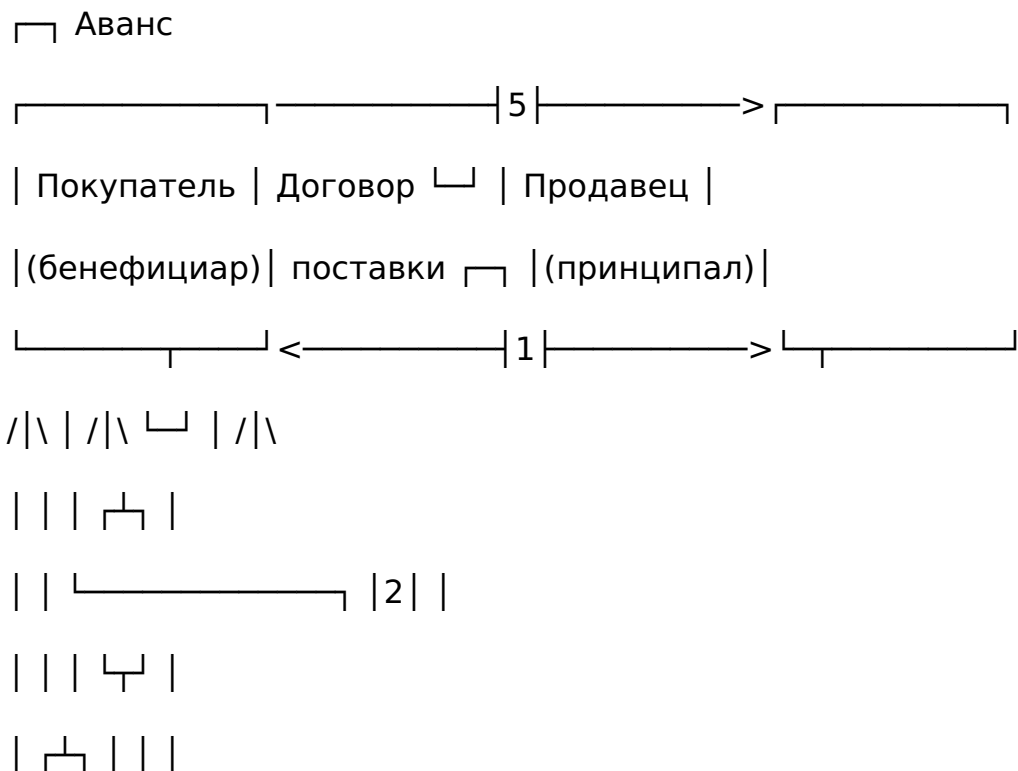 ┌─┐ Аванс
┌─────────────┐───────────┤5├──────────>┌────────────┐
│ Покупатель │ Договор └─┘ │ Продавец │
│(бенефициар)│ поставки ┌─┐ │(принципал)│
└────────┬────┘<──────────┤1├──────────>└─┬──────────┘
/│\ │ /│\ └─┘ │ /│\
│ │ │ ┌┴┐ │
│ │ └──────────────┐ │2│ │
│ │ │ └┬┘ │
│ ┌┴┐ │ │ │